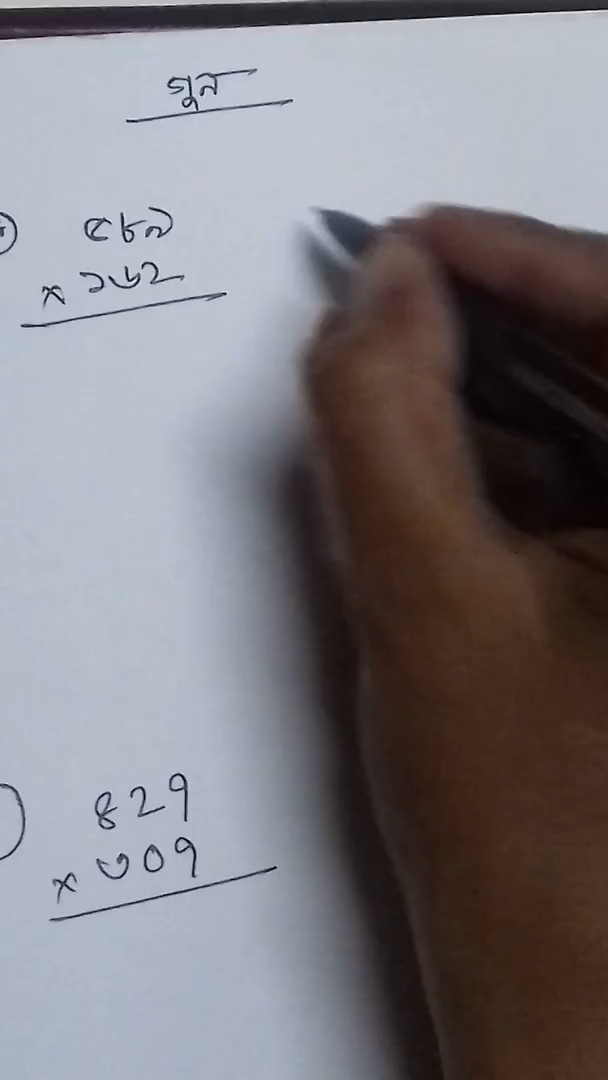 গুন
৫৮৯
× ১৬২
৪২৭
× ৩০৭